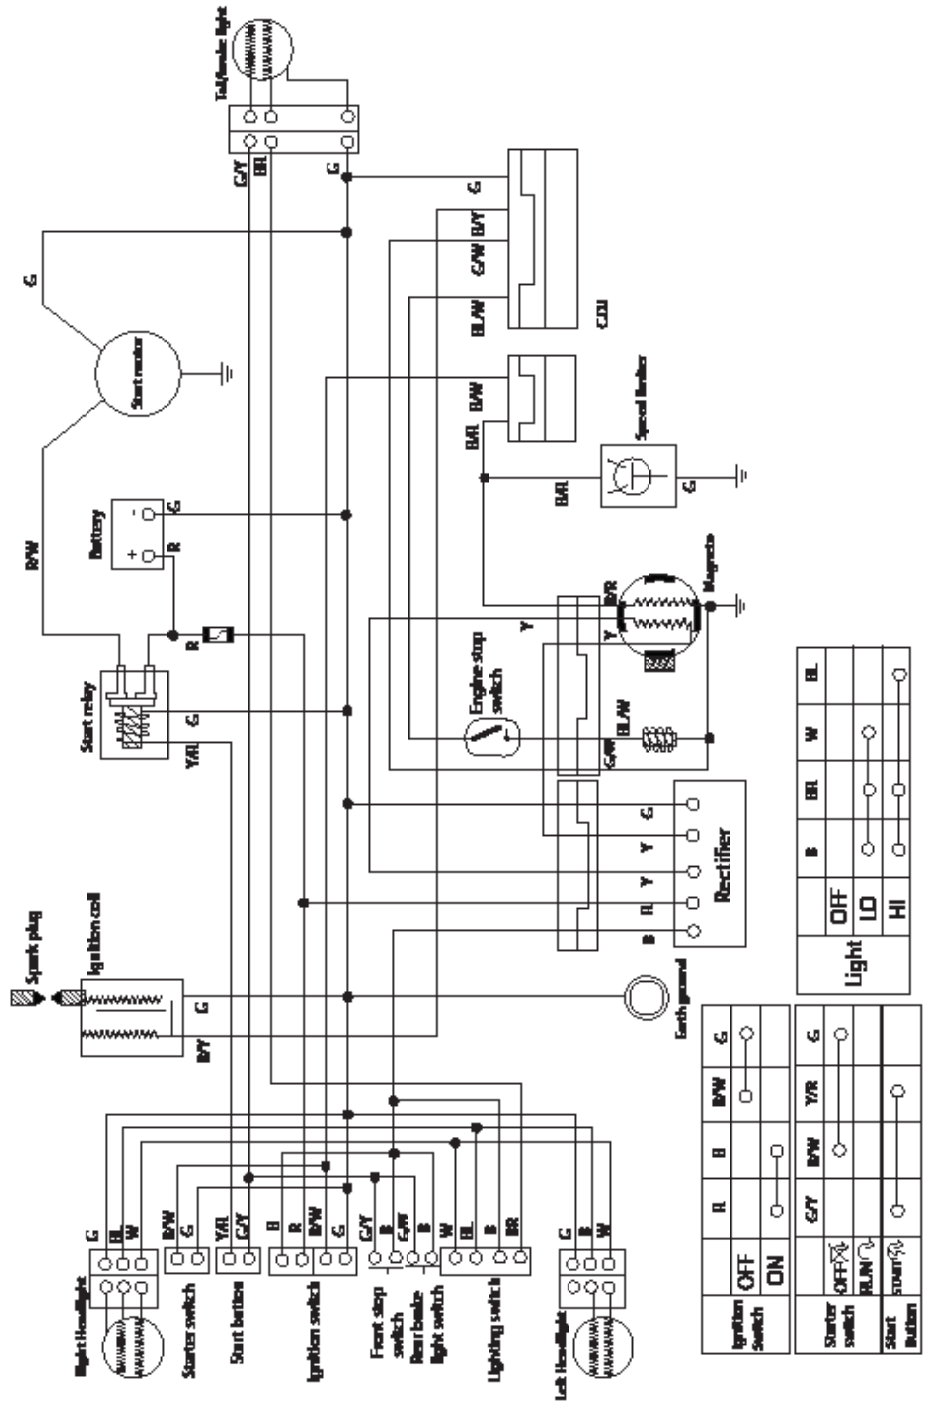 Tail/brake light
G/Y
BR
G
G
Start motor
R/W
Battery
-
+
G
R
R
Start relay
G
Y/R
Spark plug
Ignition coil
G
B/Y
G
B/Y
G/W
BL/W
CDI
B/W
B/R
Speed limiter
B/R
G
Magneto
B/R
Y
Y
Engine stop
switch
BL/W
G/W
G
Y
Y
R
B
Rectifier
Earth ground
Right Headlight
G
BL
W
Starter switch
B/W
G
Start button
Y/R
G/Y
Ignition switch
B
R
B/W
G
Front stop
switch
G/Y
B
Rear brake
light switch
G/W
B
Lighting switch
W
BL
B
BR
Left Headlight
G
B
W
B
BR
W
BL
Light
OFF
LO
HI
R
B
B/W
G
Ignition
Switch
OFF
ON
G/Y
B/W
Y/R
G
Starter
switch
OFF
RUN
Start
Button
START